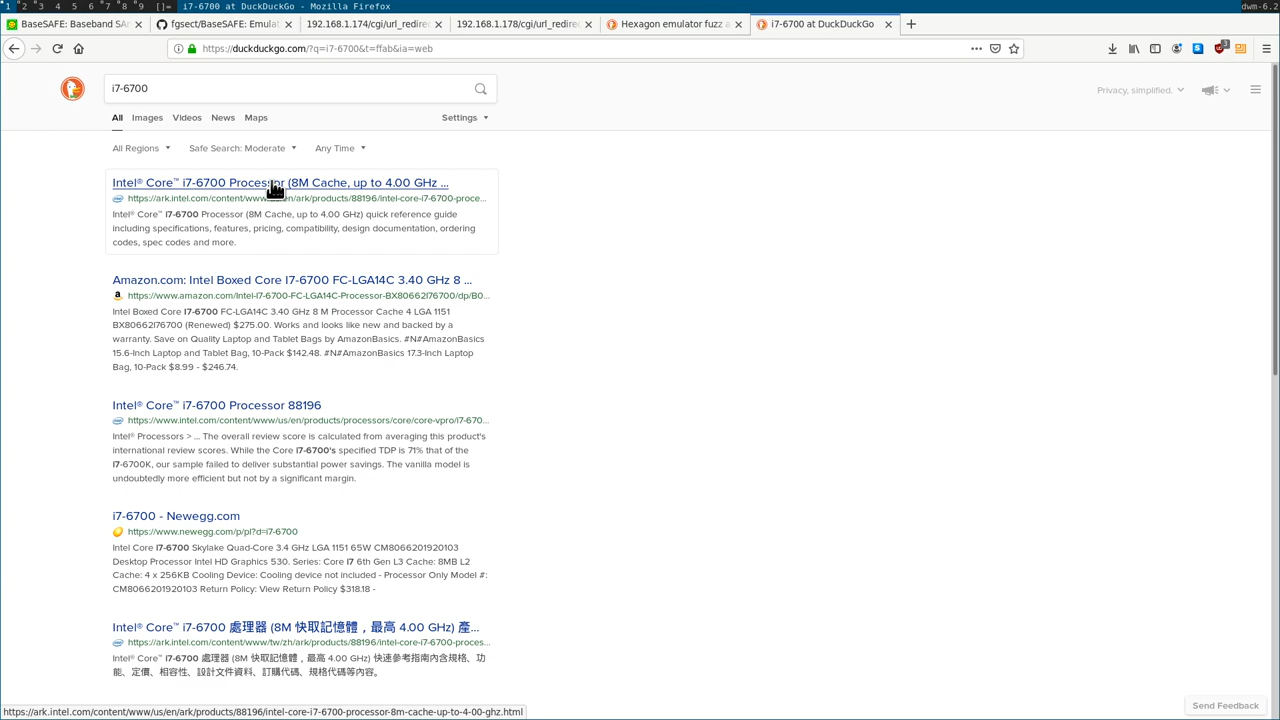 1 2 3 4 5 6 7 8 9 []= i7-6700 at DuckDuckGo - Mozilla Firefox dwm-6.2
BaseSAFE: Baseband SA
fgsect/BaseSAFE: Emula
192.168.1.174/cgi/url_redire
192.168.1.178/cgi/url_redire
Hexagon emulator fuzz a
i7-6700 at DuckDuckGo
https://duckduckgo.com/?q=i7-6700&t=ffab&ia=web
3
i7-6700
Privacy, simplified.
All Images Videos News Maps Settings
All Regions Safe Search: Moderate Any Time
Intel® Core™ i7-6700 Processor (8M Cache, up to 4.00 GHz ...
https://ark.intel.com/content/www/us/en/ark/products/88196/intel-core-i7-6700-proce...
Intel® Core™ i7-6700 Processor (8M Cache, up to 4.00 GHz) quick reference guide
including specifications, features, pricing, compatibility, design documentation, ordering
codes, spec codes and more.
Amazon.com: Intel Boxed Core I7-6700 FC-LGA14C 3.40 GHz 8 ...
https://www.amazon.com/Intel-I7-6700-FC-LGA14C-Processor-BX80662I76700/dp/B0...
Intel Boxed Core I7-6700 FC-LGA14C 3.40 GHz 8 M Processor Cache 4 LGA 1151
BX80662I76700 (Renewed) $275.00. Works and looks like new and backed by a
warranty. Save on Quality Laptop and Tablet Bags by AmazonBasics. #N#AmazonBasics
15.6-Inch Laptop and Tablet Bag, 10-Pack $142.48. #N#AmazonBasics 17.3-Inch Laptop
Bag, 10-Pack $8.99 - $246.74.
Intel® Core™ i7-6700 Processor 88196
https://www.intel.com/content/www/us/en/products/processors/core/core-vpro/i7-670...
Intel® Processors > ... The overall review score is calculated from averaging this product's
international review scores. While the Core i7-6700's specified TDP is 71% that of the
i7-6700K, our sample failed to deliver substantial power savings. The vanilla model is
undoubtedly more efficient but not by a significant margin.
i7-6700 - Newegg.com
https://www.newegg.com/p/pl?d=i7-6700
Intel Core i7-6700 Skylake Quad-Core 3.4 GHz LGA 1151 65W CM8066201920103
Desktop Processor Intel HD Graphics 530. Series: Core i7 6th Gen L3 Cache: 8MB L2
Cache: 4 x 256KB Cooling Device: Cooling device not included - Processor Only Model #:
CM8066201920103 Return Policy: View Return Policy $318.18 -
Intel® Core™ i7-6700 處理器 (8M 快取記憶體，最高 4.00 GHz) 產...
https://ark.intel.com/content/www/tw/zh/ark/products/88196/intel-core-i7-6700-proces...
Intel® Core™ i7-6700 處理器 (8M 快取記憶體，最高 4.00 GHz) 快速參考指南內含規格、功
能、定價、相容性、設計文件資料、訂購代碼、規格代碼等內容。
Send Feedback
https://ark.intel.com/content/www/us/en/ark/products/88196/intel-core-i7-6700-processor-8m-cache-up-to-4-00-ghz.html